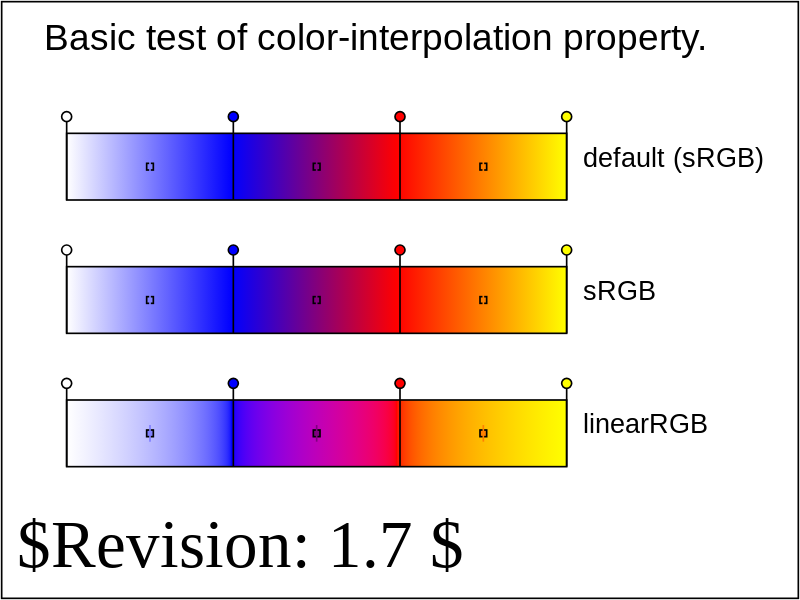 Basic test of color-interpolation property.
default (sRGB)
sRGB
linearRGB
$Revision: 1.7 $